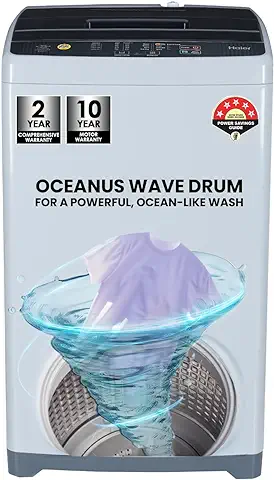 Haier
2
YEAR
COMPREHENSIVE
WARRANTY
10
YEAR
MOTOR
WARRANTY
POWER SAVINGS
GUIDE
OCEANUS WAVE DRUM
FOR A POWERFUL, OCEAN-LIKE WASH